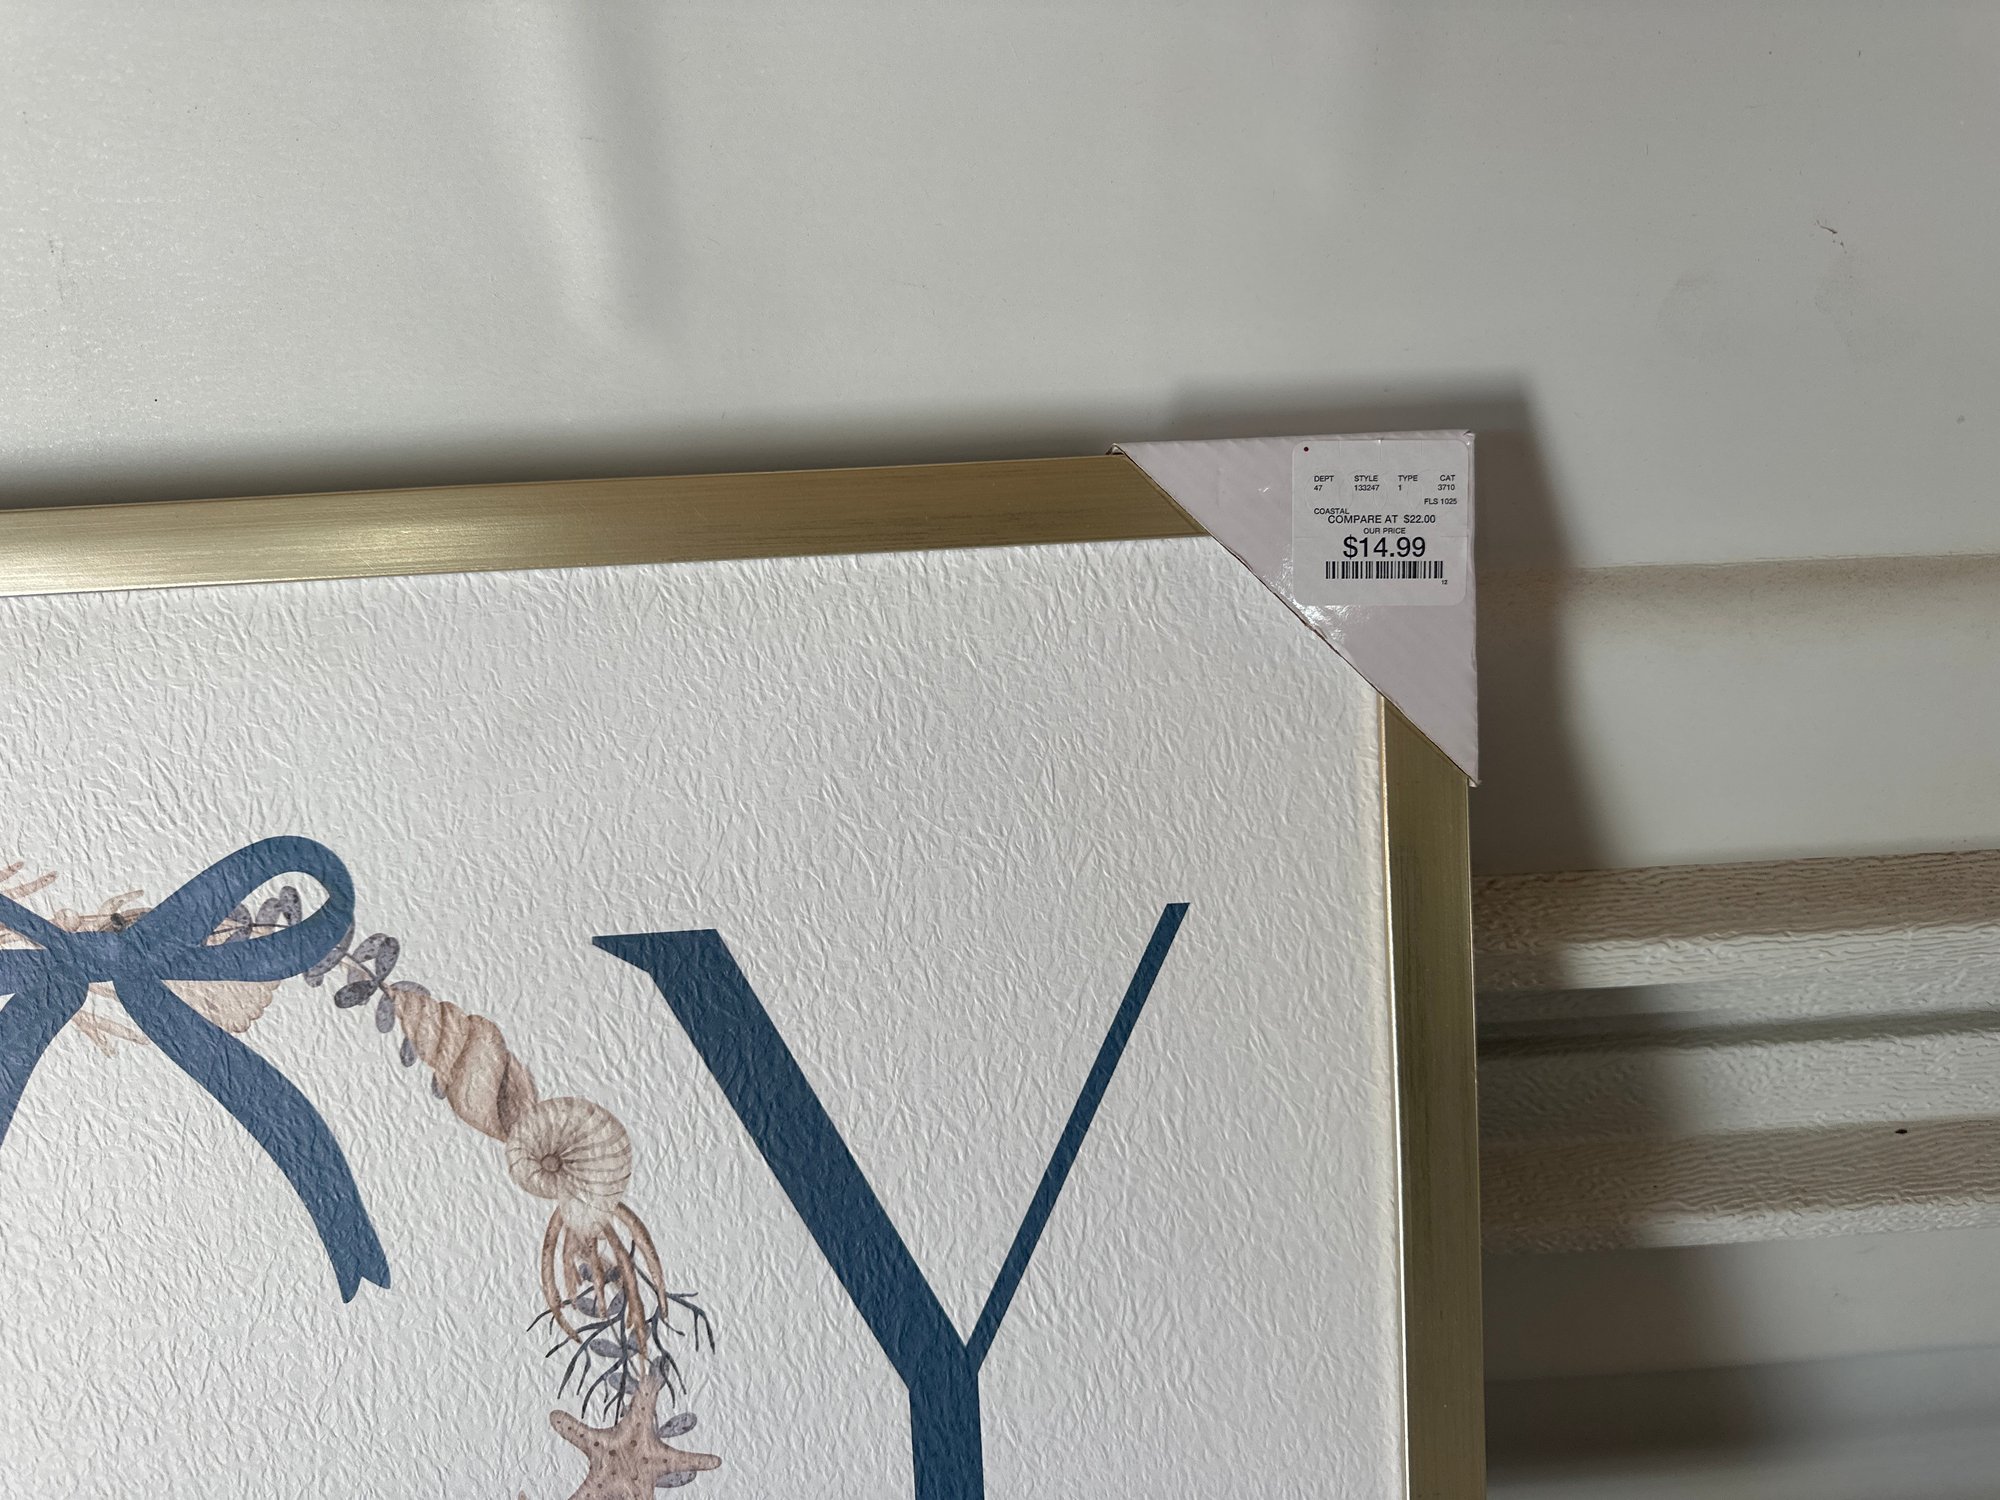 DEPT STYLE TYPE CAT
47 133247 1 3710
FLS 1025
COASTAL
COMPARE AT $22.00
OUR PRICE
$14.99
12
Y